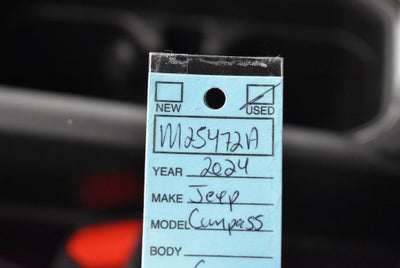 NEW USED
M25472A
YEAR 2024
MAKE Jeep
MODEL Compass
BODY